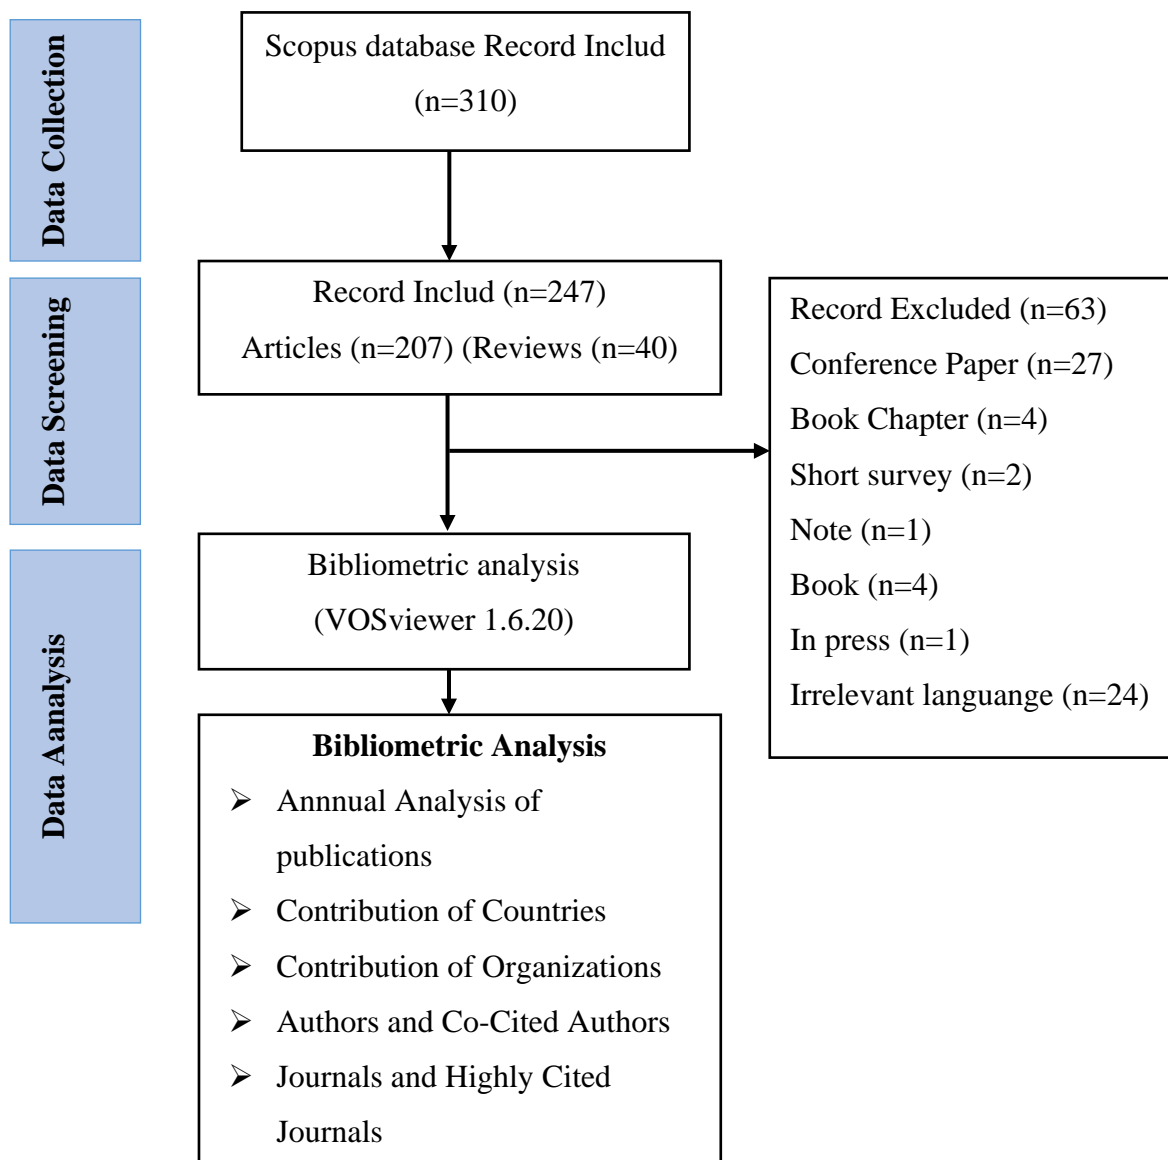 Data Collection
Scopus database Record Includ
(n=310)
Data Screening
Record Includ (n=247)
Articles (n=207) (Reviews (n=40)
Record Excluded (n=63)
Conference Paper (n=27)
Book Chapter (n=4)
Short survey (n=2)
Note (n=1)
Book (n=4)
In press (n=1)
Irrelevant languange (n=24)
Data Aanalysis
Bibliometric analysis
(VOSviewer 1.6.20)
Bibliometric Analysis
➢ Annnual Analysis of
publications
➢ Contribution of Countries
➢ Contribution of Organizations
➢ Authors and Co-Cited Authors
➢ Journals and Highly Cited
Journals